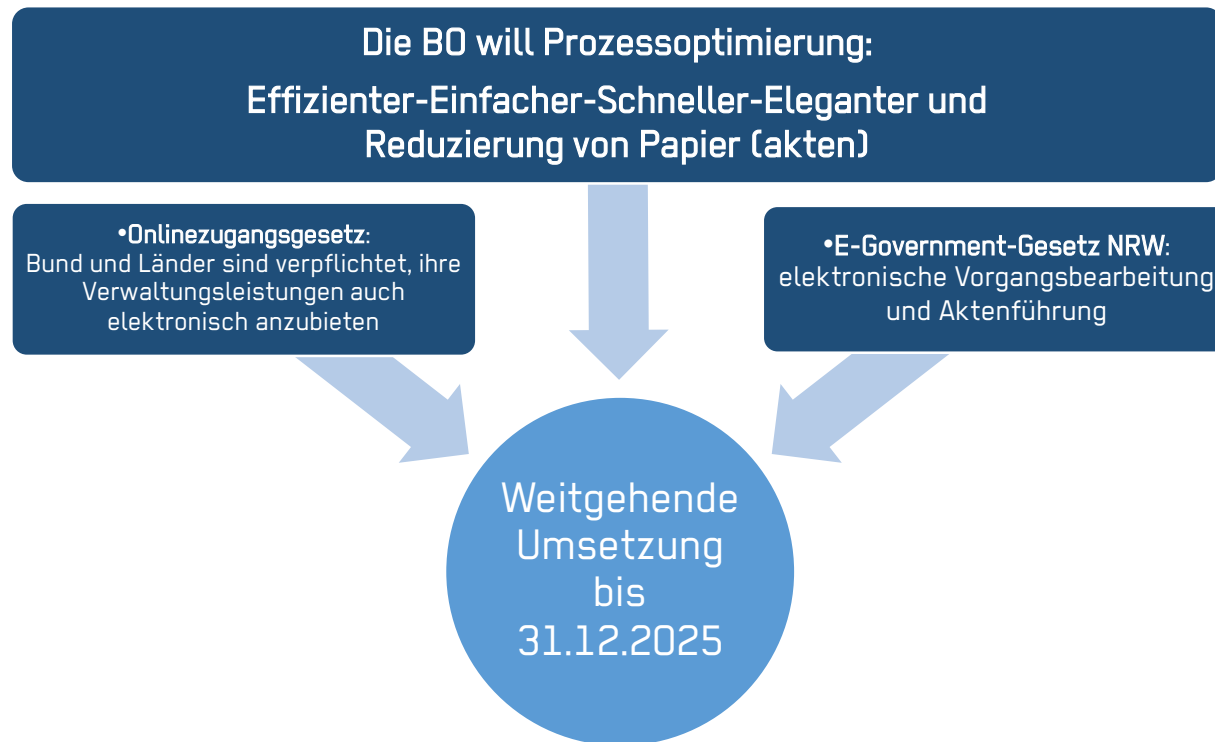 Die BO will Prozessoptimierung:
Effizienter-Einfacher-Schneller-Eleganter und
Reduzierung von Papier (akten)
•Onlinezugangsgesetz:
Bund und Länder sind verpflichtet, ihre
Verwaltungsleistungen auch
elektronisch anzubieten
•E-Government-Gesetz NRW:
elektronische Vorgangsbearbeitung
und Aktenführung
Weitgehende
Umsetzung
bis
31.12.2025